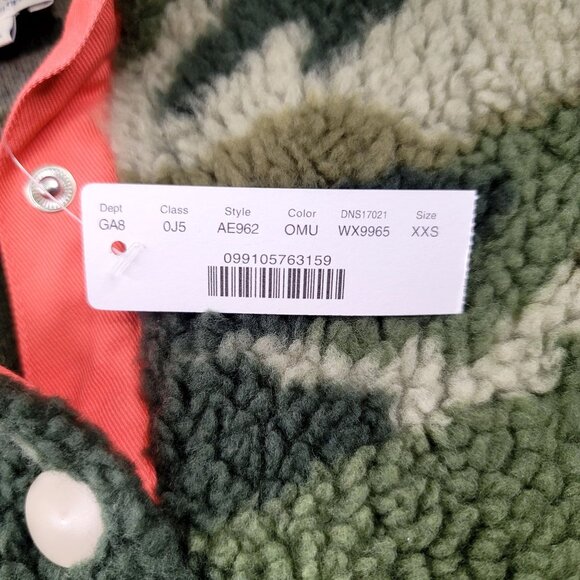 Dept Class Style Color DNS17021 Size
GA8 0J5 AE962 OMU WX9965 XXS
099105763159